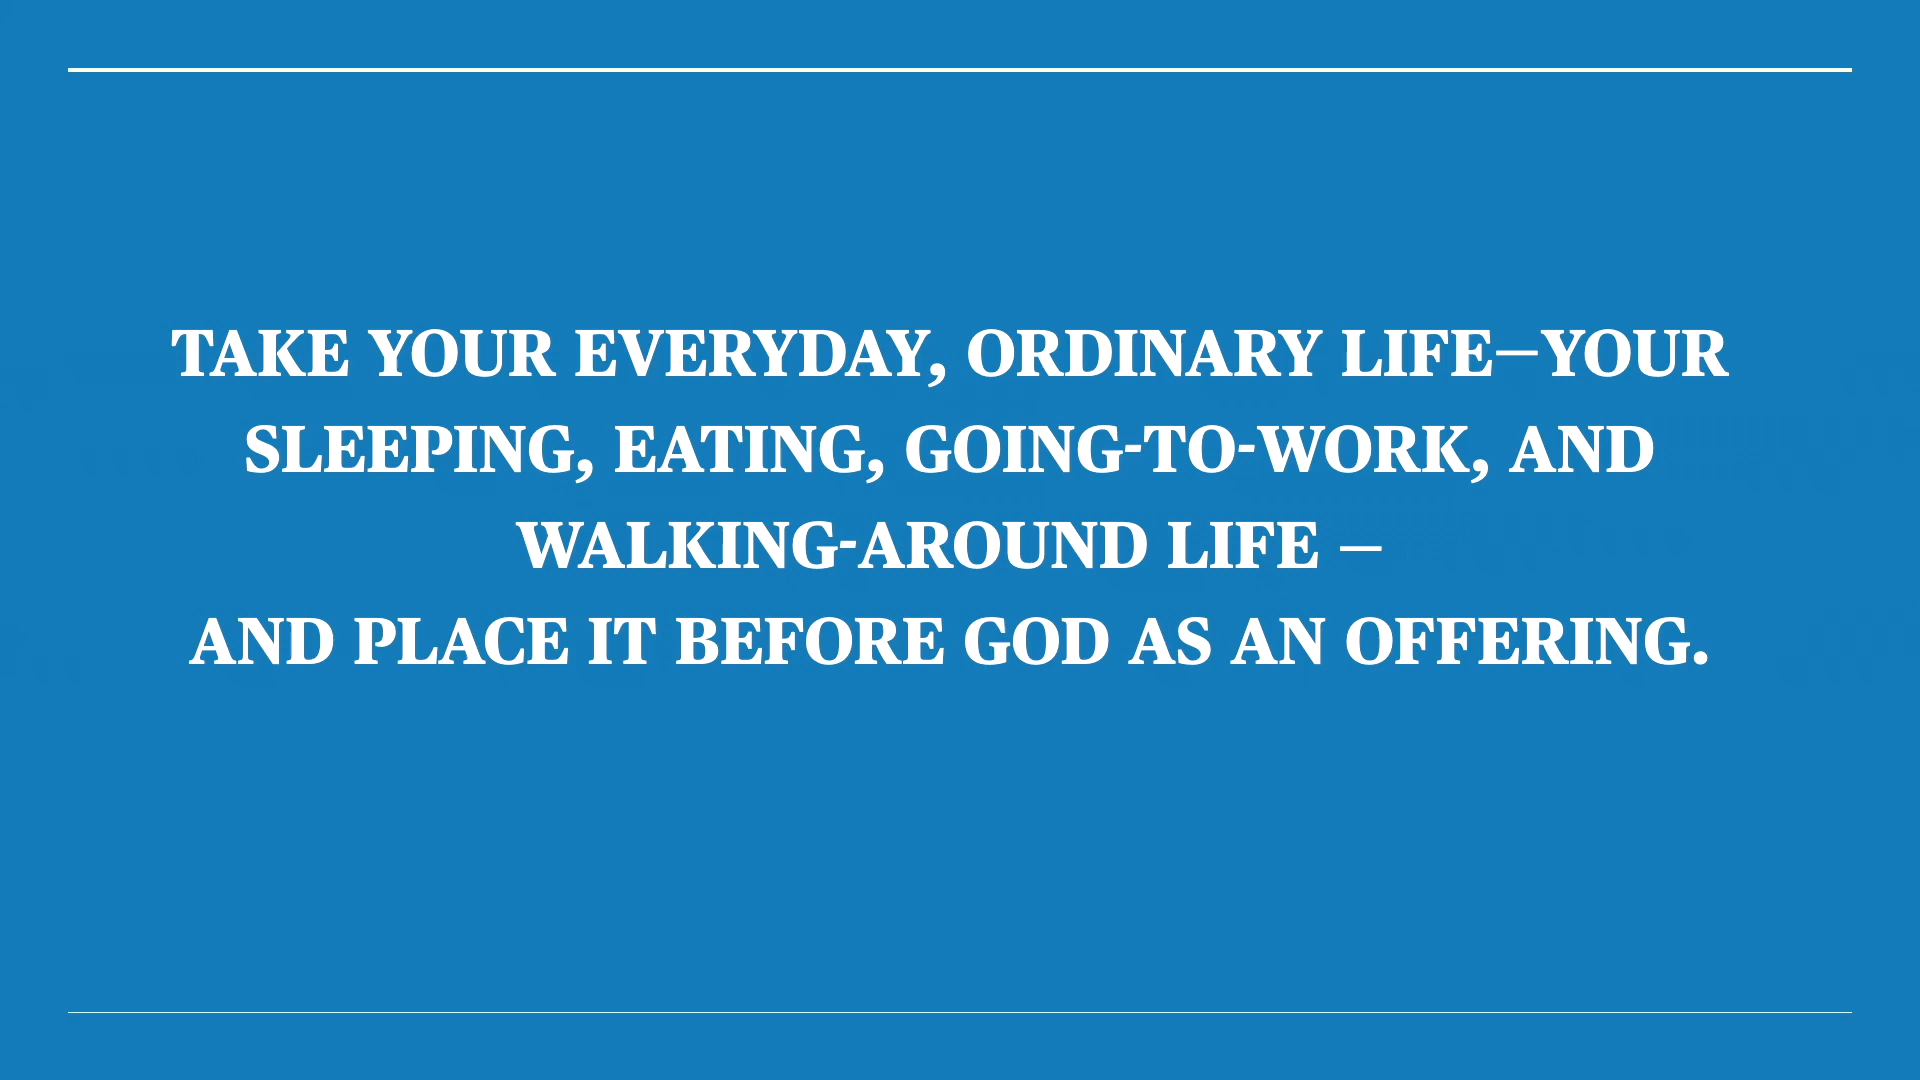 TAKE YOUR EVERYDAY, ORDINARY LIFE—YOUR
SLEEPING, EATING, GOING-TO-WORK, AND
WALKING-AROUND LIFE —
AND PLACE IT BEFORE GOD AS AN OFFERING.